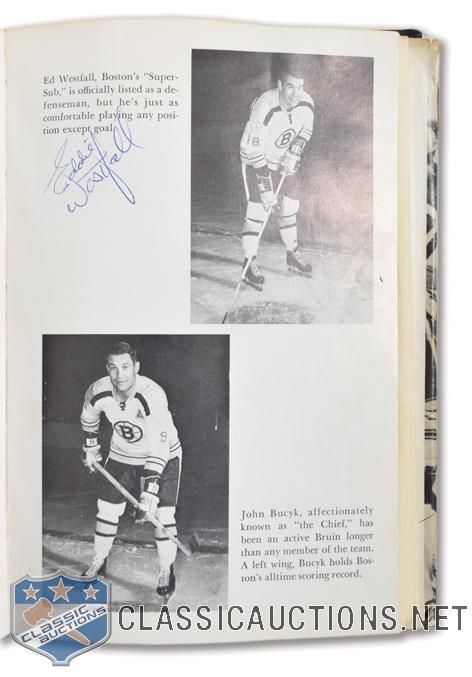 Ed Westfall, Boston's "Super-
Sub," is officially listed as a de-
fenseman, but he's just as
comfortable playing any posi-
tion except goal.
Eddie
Westfall
18
B
B
9
A
John Bucyk, affectionately
known as "the Chief," has
been an active Bruin longer
than any member of the team.
A left wing, Bucyk holds Bos-
ton's alltime scoring record.
CLASSIC
AUCTIONS
CLASSICAUCTIONS.NET